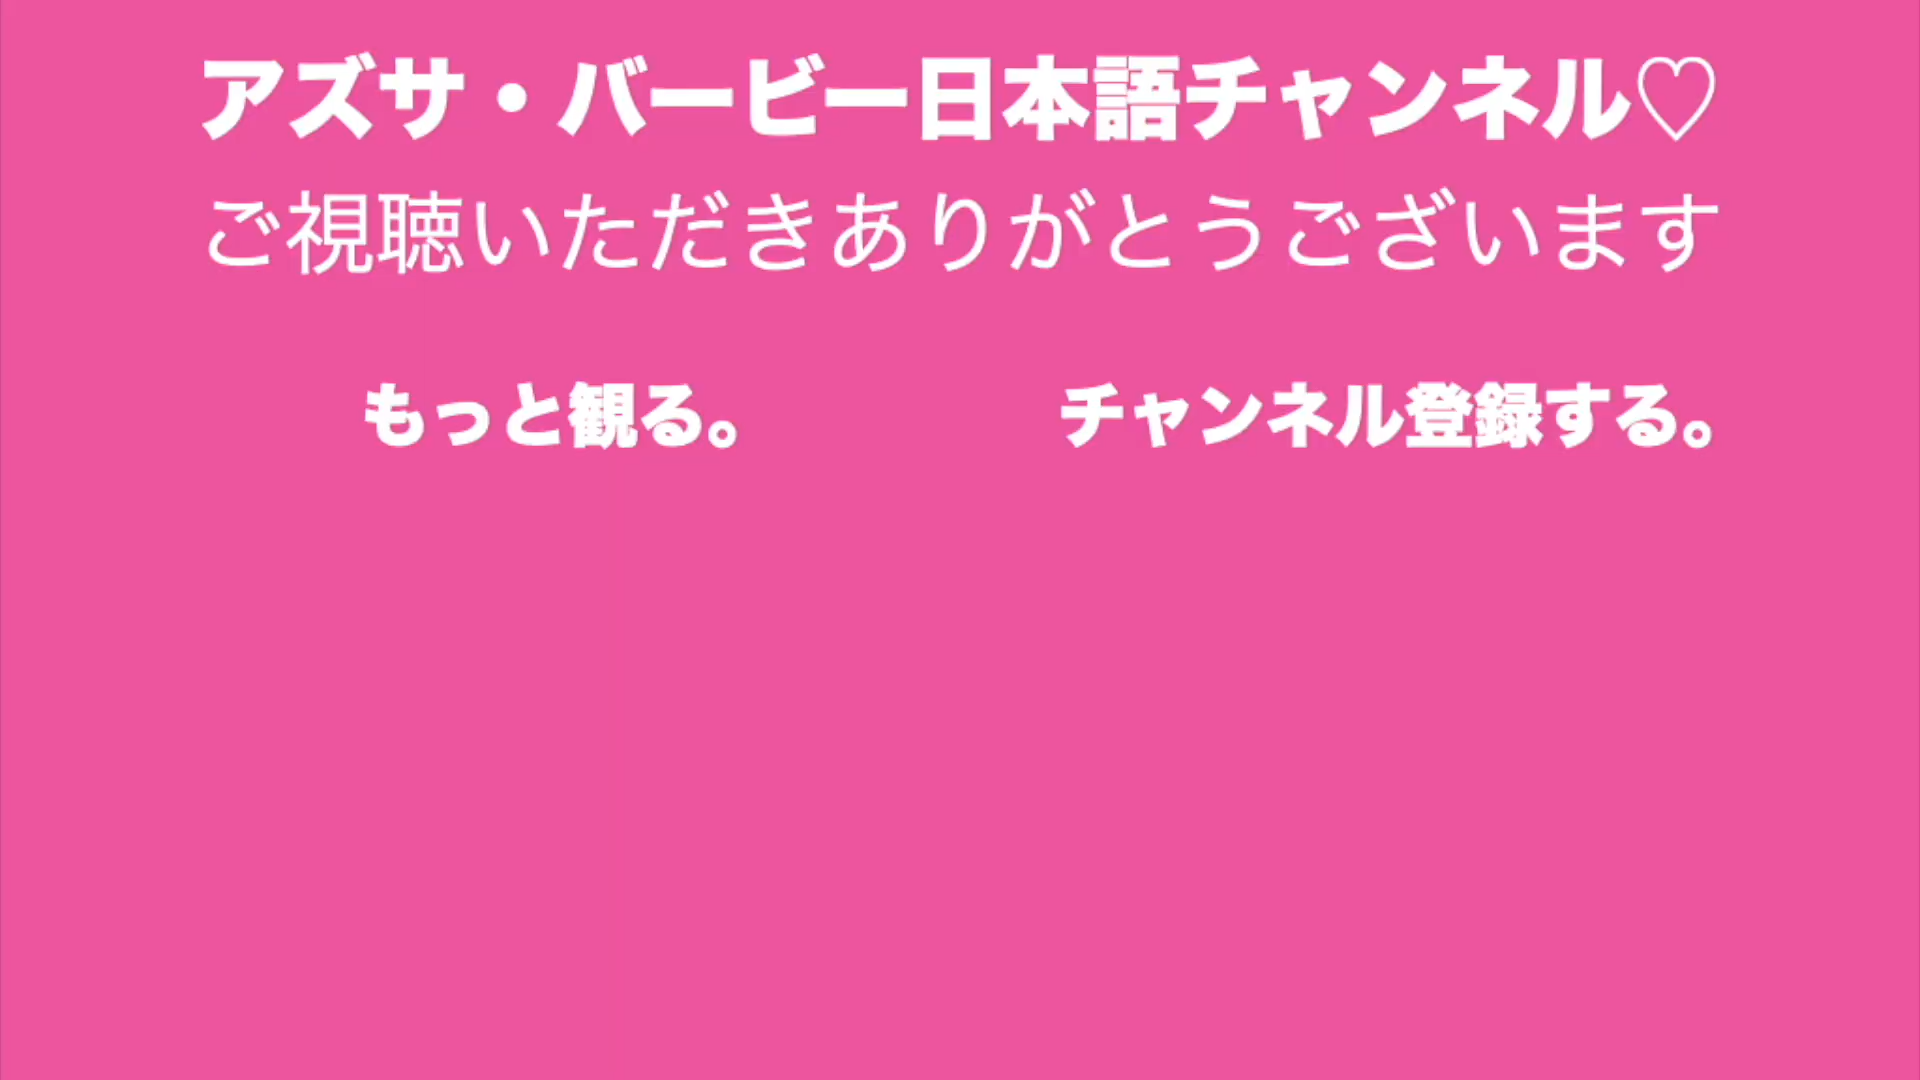 アズサ・バービー日本語チャンネル♡
ご視聴いただきありがとうございます
もっと観る。
チャンネル登録する。